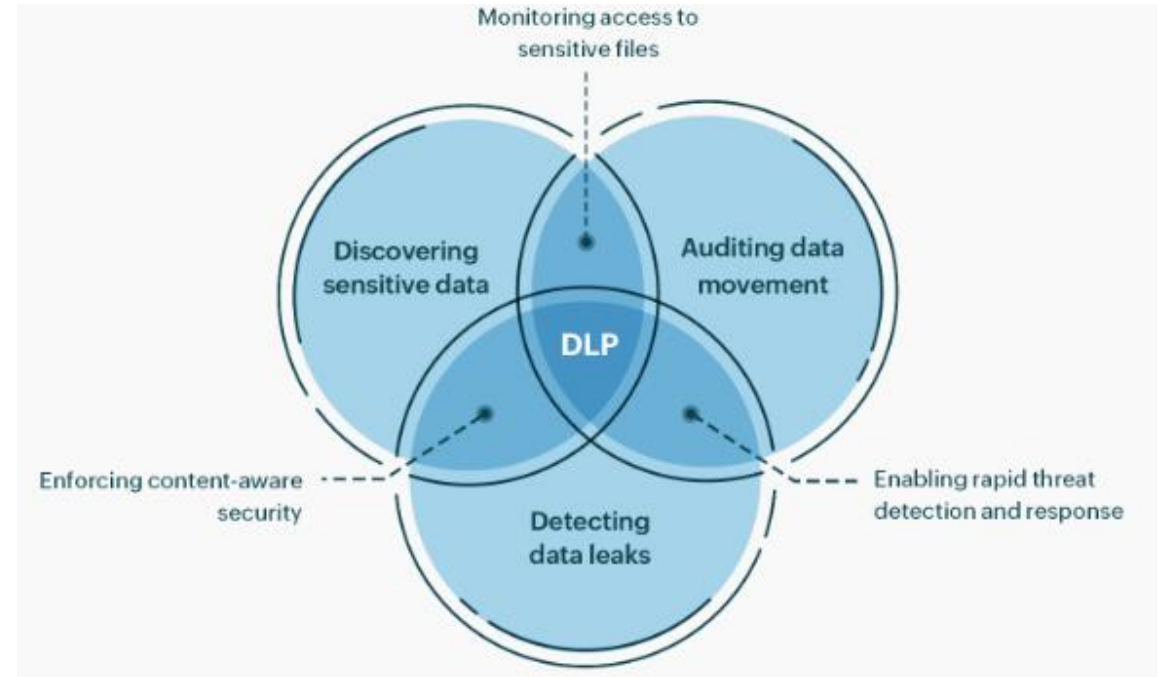 Monitoring access to
sensitive files
Discovering
sensitive data
Auditing data
movement
DLP
Enforcing content-aware
security
Enabling rapid threat
detection and response
Detecting
data leaks